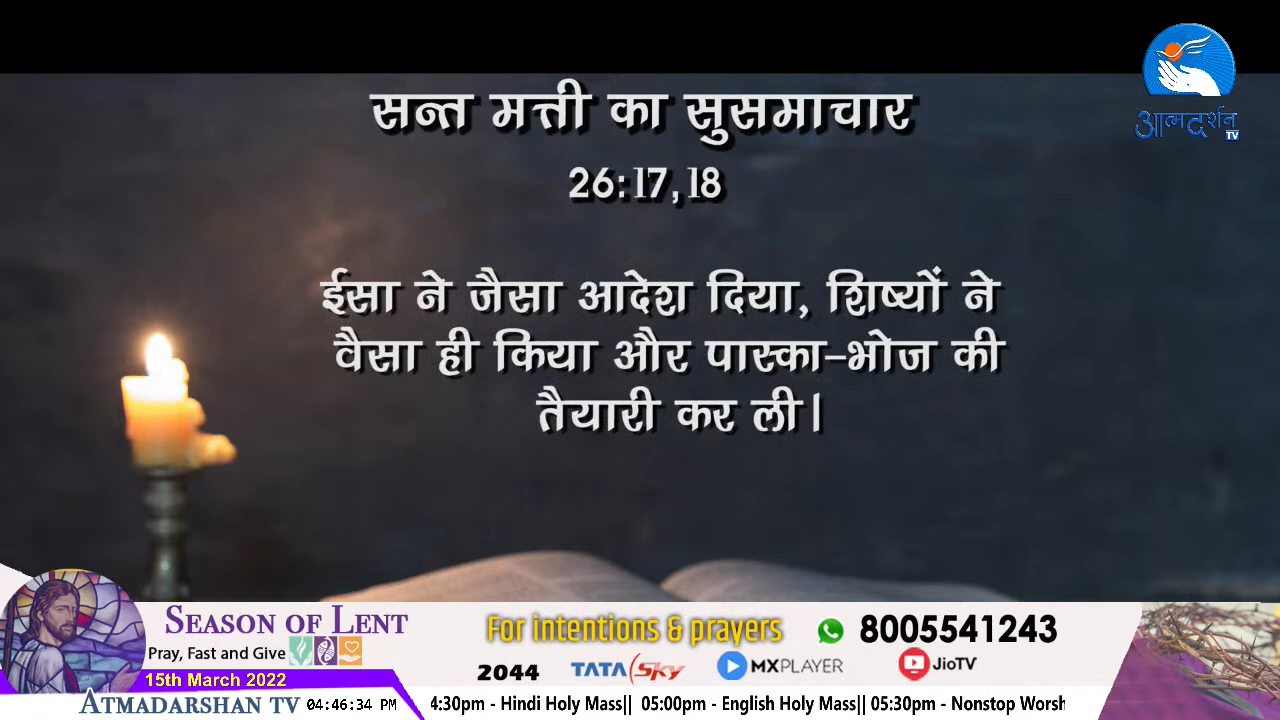 सन्त मत्ती का सुसमाचार
26:17,18
ईसा ने जैसा आदेश दिया, शिष्यों ने
वैसा ही किया और पास्का-भोज की
तैयारी कर ली।
आत्मदर्शन
TV
SEASON OF LENT
Pray, Fast and Give
15th March 2022
For intentions & prayers 8005541243
2044 TATA Sky MXPLAYER JioTV
ATMADARSHAN TV 04:46:34 PM 4:30pm - Hindi Holy Mass|| 05:00pm - English Holy Mass|| 05:30pm - Nonstop Worsh